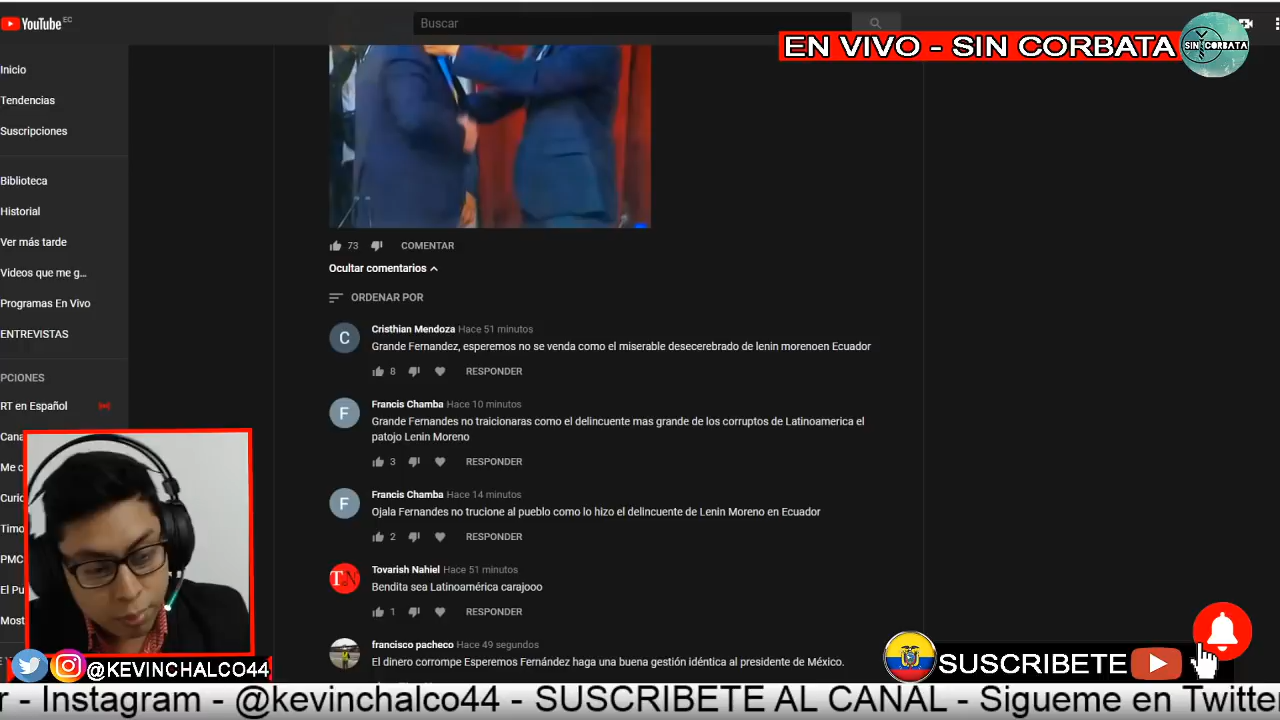 YouTube EC
Buscar
EN VIVO - SIN CORBATA
SIN CORBATA
Inicio
Tendencias
Suscripciones
Biblioteca
Historial
Ver más tarde
Videos que me g...
Programas En Vivo
ENTREVISTAS
PCIONES
RT en Español
Cana
Me c
Curio
Timo
PMC
El Pu
Most
73 COMENTAR
Ocultar comentarios
ORDENAR POR
C
Cristhian Mendoza Hace 51 minutos
Grande Fernandez, esperemos no se venda como el miserable desecerebrado de lenin morenoen Ecuador
8 RESPONDER
F
Francis Chamba Hace 10 minutos
Grande Fernandes no traicionaras como el delincuente mas grande de los corruptos de Latinoamerica el
patojo Lenin Moreno
3 RESPONDER
F
Francis Chamba Hace 14 minutos
Ojala Fernandes no trucione al pueblo como lo hizo el delincuente de Lenin Moreno en Ecuador
2 RESPONDER
TN
Tovarish Nahiel Hace 51 minutos
Bendita sea Latinoamérica carajooo
1 RESPONDER
francisco pacheco Hace 49 segundos
El dinero corrompe Esperemos Fernández haga una buena gestión idéntica al presidente de México.
@KEVINCHALCO44
SUSCRIBETE
r - Instagram - @kevinchalco44 - SUSCRIBETE AL CANAL - Sigueme en Twitter